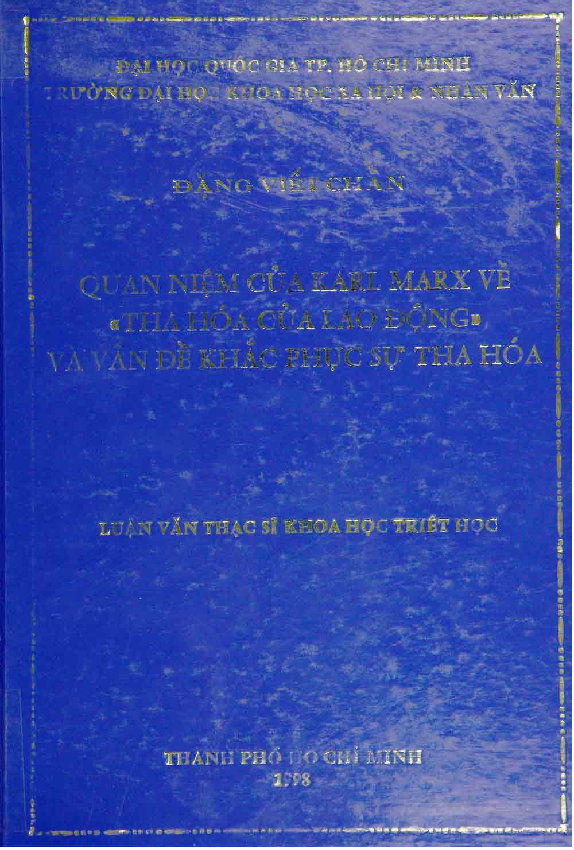 ĐẠI HỌC QUỐC GIA TP. HỒ CHÍ MINH
TRƯỜNG ĐẠI HỌC KHOA HỌC XÃ HỘI & NHÂN VĂN
ĐẶNG VIẾT CHÂN
QUAN NIỆM CỦA KARL MARX VỀ
«THA HÓA CỦA LAO ĐỘNG»
VÀ VẤN ĐỀ KHẮC PHỤC SỰ THA HÓA
LUẬN VĂN THẠC SĨ KHOA HỌC TRIẾT HỌC
THÀNH PHỐ HỒ CHÍ MINH
1998